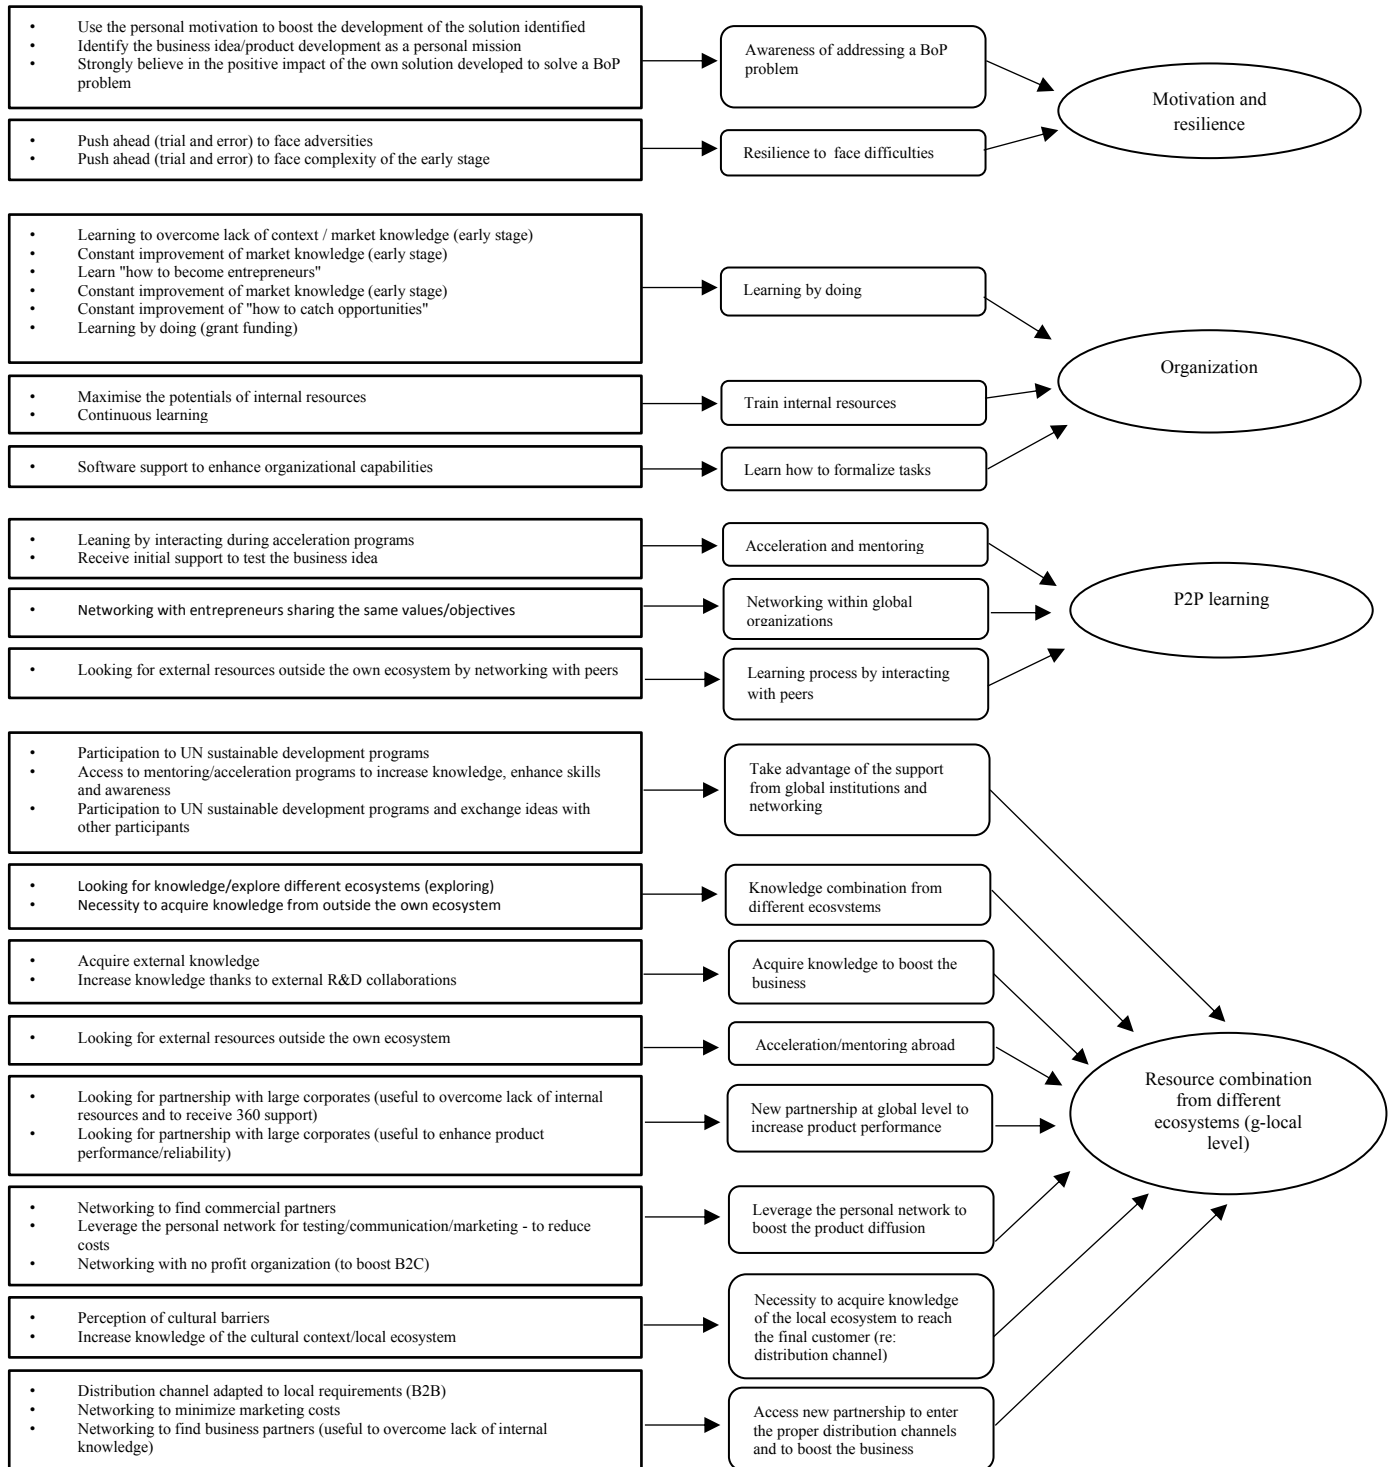 • Use the personal motivation to boost the development of the solution identified
• Identify the business idea/product development as a personal mission
• Strongly believe in the positive impact of the own solution developed to solve a BoP
problem
Awareness of addressing a BoP
problem
Motivation and
resilience
• Push ahead (trial and error) to face adversities
• Push ahead (trial and error) to face complexity of the early stage
Resilience to face difficulties
• Learning to overcome lack of context / market knowledge (early stage)
• Constant improvement of market knowledge (early stage)
• Learn "how to become entrepreneurs"
• Constant improvement of market knowledge (early stage)
• Constant improvement of "how to catch opportunities"
• Learning by doing (grant funding)
Learning by doing
Organization
• Maximise the potentials of internal resources
• Continuous learning
Train internal resources
• Software support to enhance organizational capabilities
Learn how to formalize tasks
• Leaning by interacting during acceleration programs
• Receive initial support to test the business idea
Acceleration and mentoring
P2P learning
• Networking with entrepreneurs sharing the same values/objectives
Networking within global
organizations
• Looking for external resources outside the own ecosystem by networking with peers
Learning process by interacting
with peers
• Participation to UN sustainable development programs
• Access to mentoring/acceleration programs to increase knowledge, enhance skills
and awareness
• Participation to UN sustainable development programs and exchange ideas with
other participants
Take advantage of the support
from global institutions and
networking
• Looking for knowledge/explore different ecosystems (exploring)
• Necessity to acquire knowledge from outside the own ecosystem
Knowledge combination from
different ecosystems
• Acquire external knowledge
• Increase knowledge thanks to external R&D collaborations
Acquire knowledge to boost the
business
• Looking for external resources outside the own ecosystem
Acceleration/mentoring abroad
Resource combination
from different
ecosystems (g-local
level)
• Looking for partnership with large corporates (useful to overcome lack of internal
resources and to receive 360 support)
• Looking for partnership with large corporates (useful to enhance product
performance/reliability)
New partnership at global level to
increase product performance
• Networking to find commercial partners
• Leverage the personal network for testing/communication/marketing - to reduce
costs
• Networking with no profit organization (to boost B2C)
Leverage the personal network to
boost the product diffusion
• Perception of cultural barriers
• Increase knowledge of the cultural context/local ecosystem
Necessity to acquire knowledge
of the local ecosystem to reach
the final customer (re:
distribution channel)
• Distribution channel adapted to local requirements (B2B)
• Networking to minimize marketing costs
• Networking to find business partners (useful to overcome lack of internal
knowledge)
Access new partnership to enter
the proper distribution channels
and to boost the business